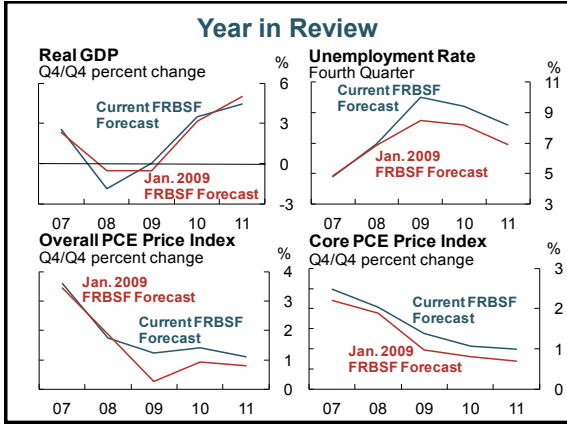 Year in Review
Real GDP
Q4/Q4 percent change
%
6
3
0
-3
Current FRBSF
Forecast
Jan. 2009
FRBSF Forecast
07 08 09 10 11
Unemployment Rate
Fourth Quarter
%
11
9
7
5
3
Current FRBSF
Forecast
Jan. 2009
FRBSF Forecast
07 08 09 10 11
Overall PCE Price Index
Q4/Q4 percent change
%
4
3
2
1
0
Jan. 2009
FRBSF Forecast
Current FRBSF
Forecast
07 08 09 10 11
Core PCE Price Index
Q4/Q4 percent change
%
3
2
1
0
Current FRBSF
Forecast
Jan. 2009
FRBSF Forecast
07 08 09 10 11